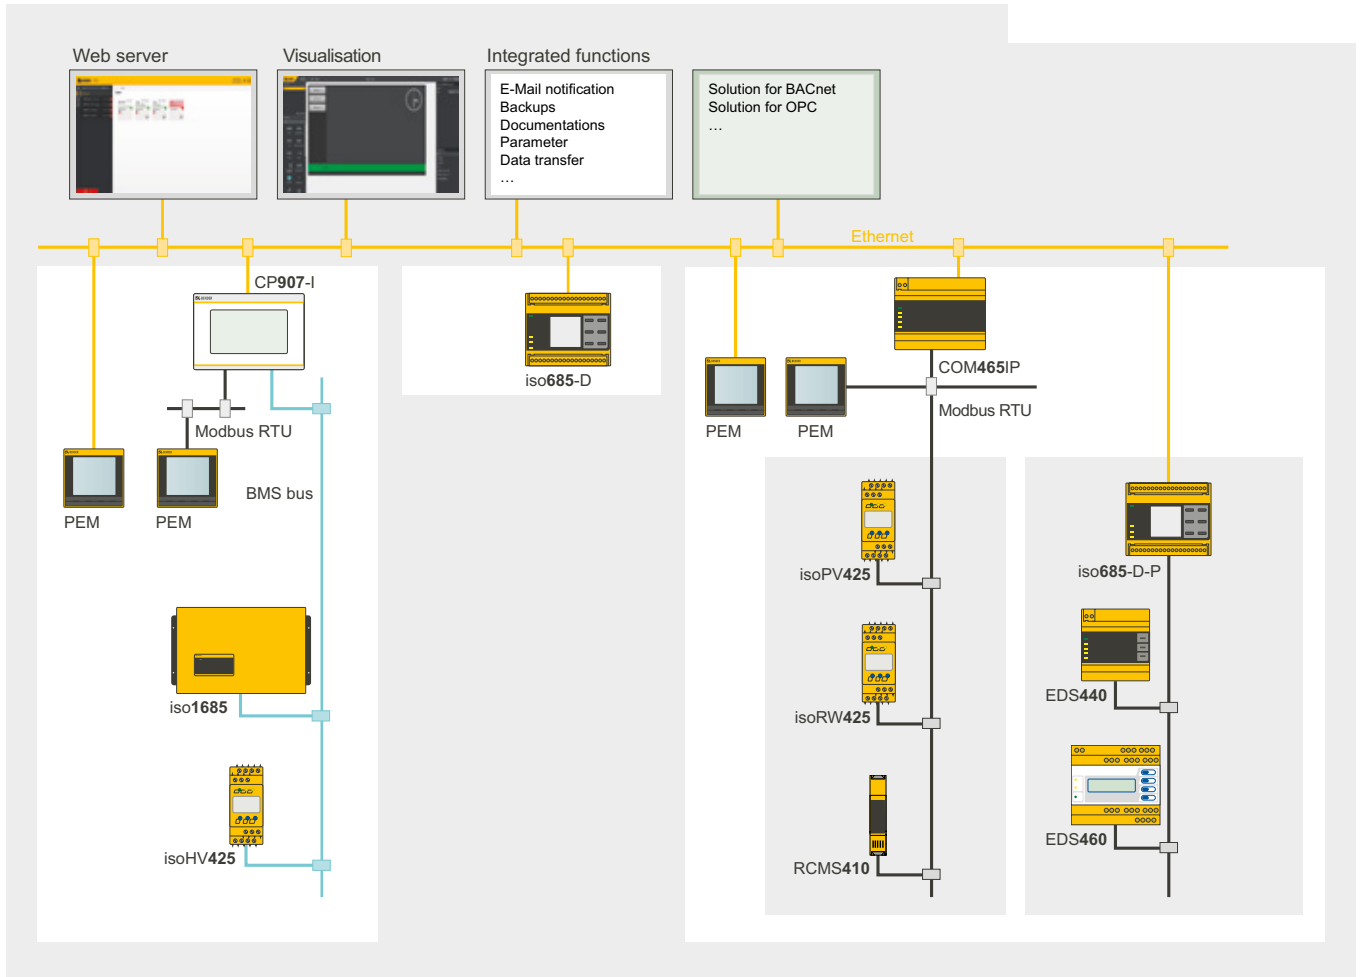 Web server
Visualisation
Integrated functions
E-Mail notification
Backups
Documentations
Parameter
Data transfer
...
Solution for BACnet
Solution for OPC
...
Ethernet
CP907-I
iso685-D
COM465IP
Modbus RTU
PEM
PEM
Modbus RTU
PEM
PEM
BMS bus
isoPV425
iso685-D-P
iso1685
isoRW425
EDS440
isoHV425
RCMS410
EDS460